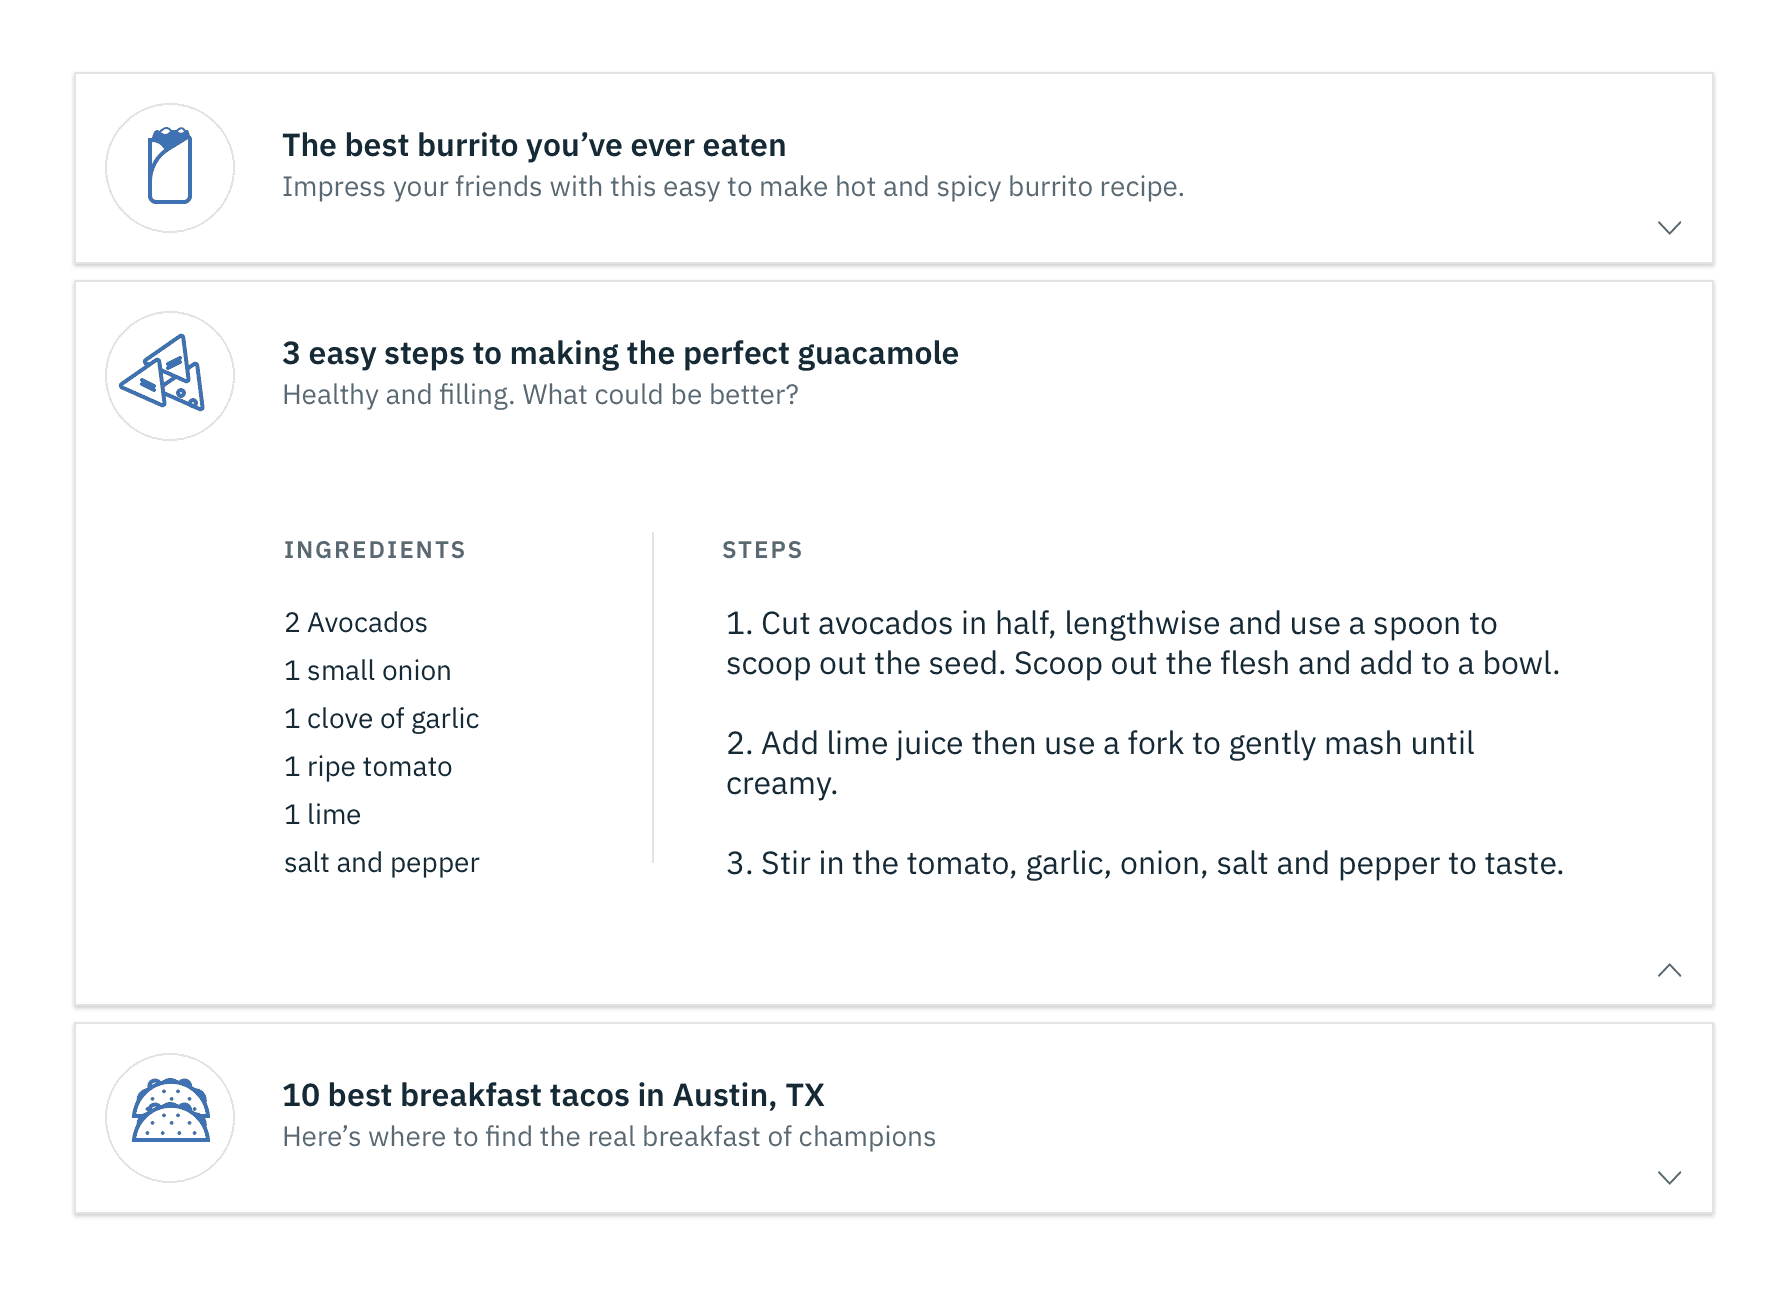 The best burrito you’ve ever eaten
Impress your friends with this easy to make hot and spicy burrito recipe.
3 easy steps to making the perfect guacamole
Healthy and filling. What could be better?
INGREDIENTS
2 Avocados
1 small onion
1 clove of garlic
1 ripe tomato
1 lime
salt and pepper
STEPS
1. Cut avocados in half, lengthwise and use a spoon to
scoop out the seed. Scoop out the flesh and add to a bowl.
2. Add lime juice then use a fork to gently mash until
creamy.
3. Stir in the tomato, garlic, onion, salt and pepper to taste.
10 best breakfast tacos in Austin, TX
Here’s where to find the real breakfast of champions